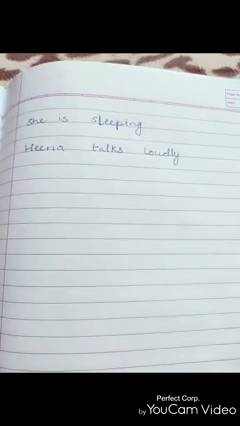 she is sleeping
Heena talks loudly
Perfect Corp.
by YouCam Video